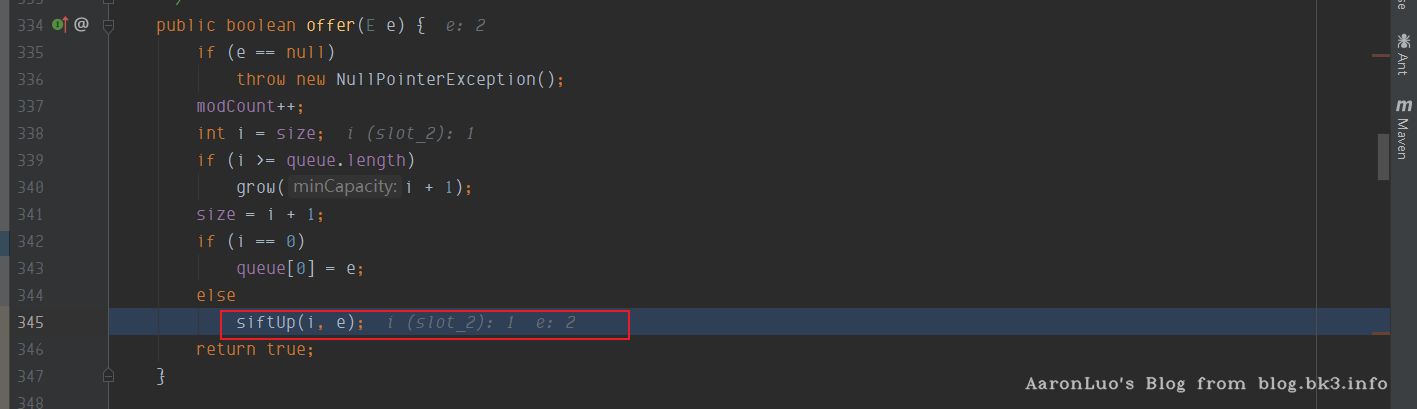 334 @ public boolean offer(E e) { e: 2
335 if (e == null)
336 throw new NullPointerException();
337 modCount++;
338 int i = size; i (slot_2): 1
339 if (i >= queue.length)
340 grow( minCapacity: i + 1);
341 size = i + 1;
342 if (i == 0)
343 queue[0] = e;
344 else
345 siftUp(i, e); i (slot_2): 1 e: 2
346 return true;
347 }
348
Ant
m Maven
AaronLuo's Blog from blog.bk3.info